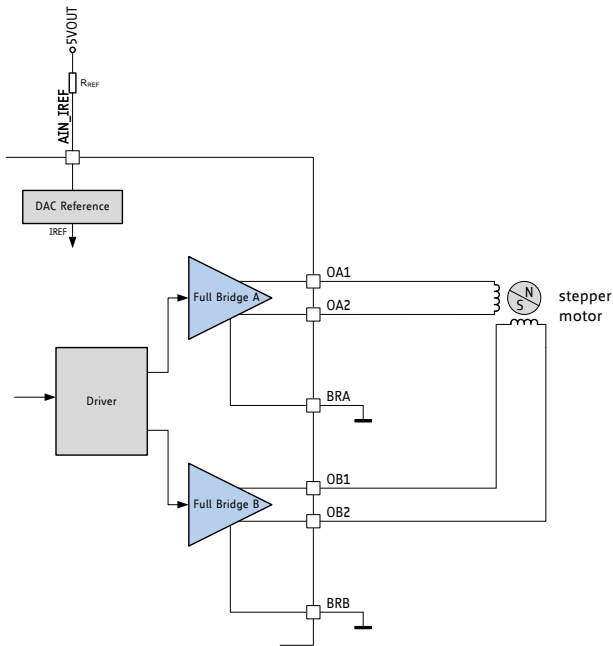 5VOUT
RREF
AIN_IREF
DAC Reference
IREF
OA1
Full Bridge A
OA2
N
S
stepper
motor
BRA
Driver
OB1
Full Bridge B
OB2
BRB